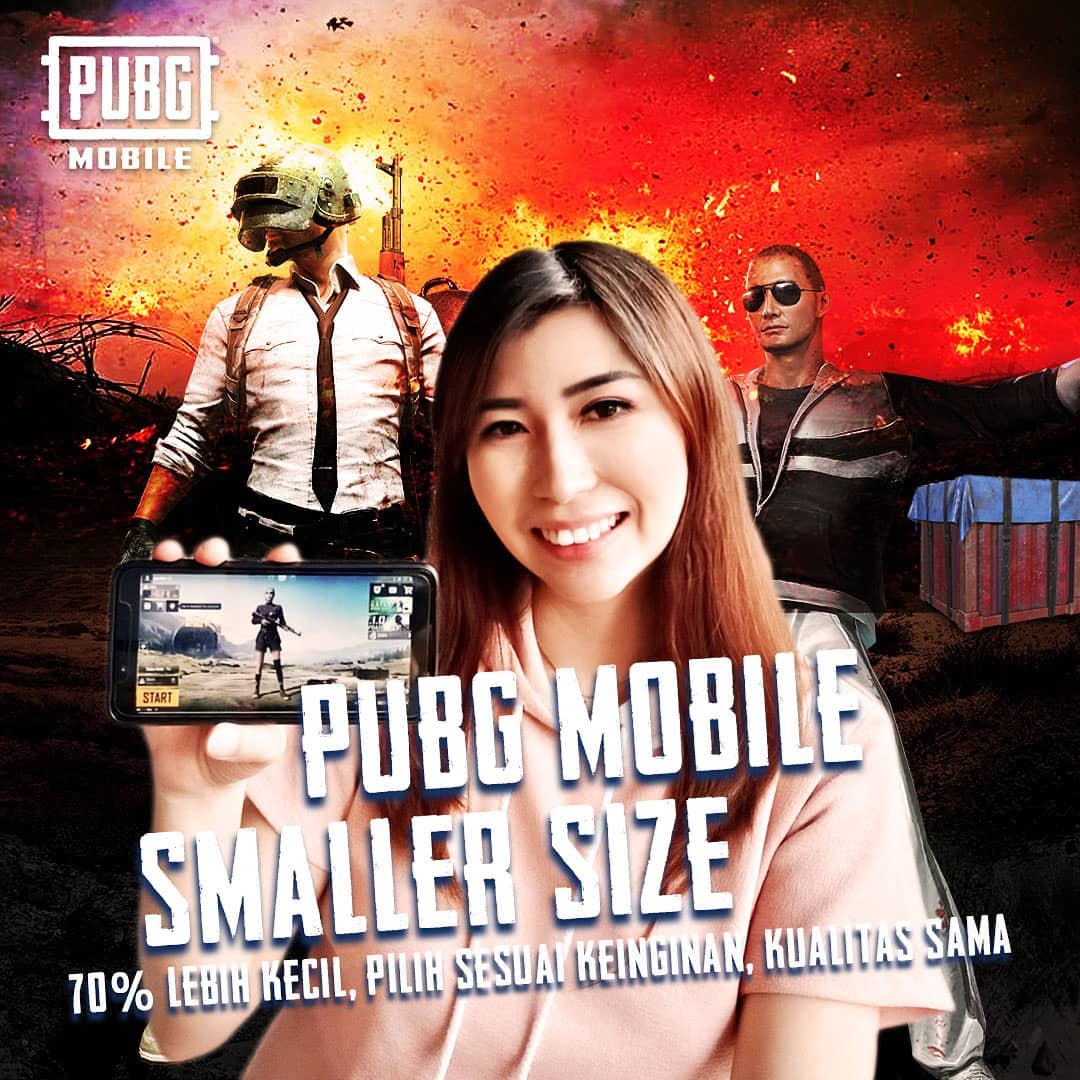 PUBG
MOBILE
START
PUBG MOBILE
SMALLER SIZE
70% LEBIH KECIL, PILIH SESUAI KEINGINAN, KUALITAS SAMA